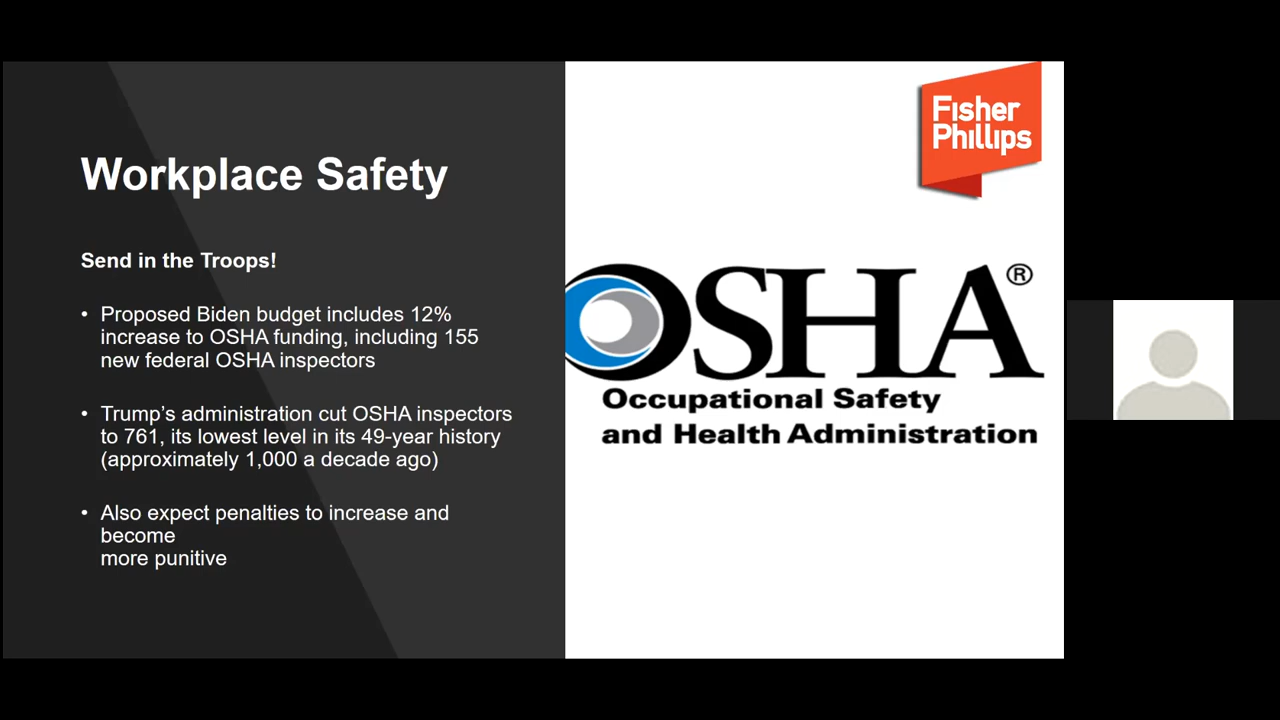 Workplace Safety
Send in the Troops!
• Proposed Biden budget includes 12%
increase to OSHA funding, including 155
new federal OSHA inspectors
• Trump's administration cut OSHA inspectors
to 761, its lowest level in its 49-year history
(approximately 1,000 a decade ago)
• Also expect penalties to increase and
become
more punitive
Fisher
Phillips
OSHA®
Occupational Safety
and Health Administration